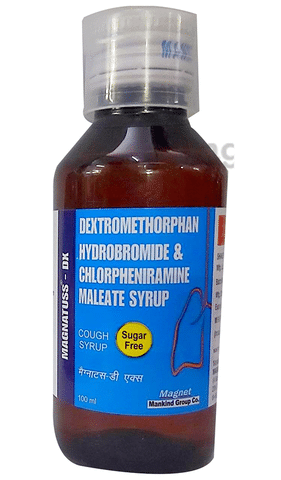 DEXTROMETHORPHAN
HYDROBROMIDE &
CHLORPHENIRAMINE
MALEATE SYRUP
MAGNATUSS - DX
COUGH
SYRUP
Sugar
Free
मैग्नाटस-डी एक्स
100 ml
Magnet
Mankind Group Co.